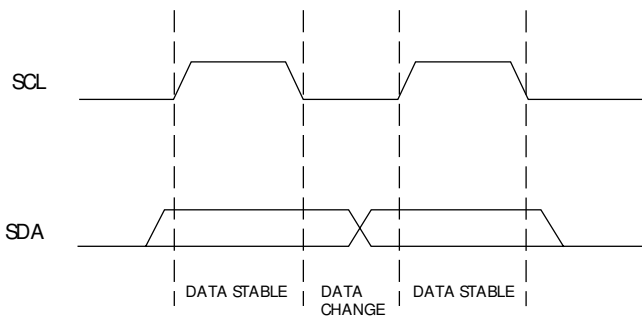 SCL
SDA
DATA STABLE
DATA
CHANGE
DATA STABLE